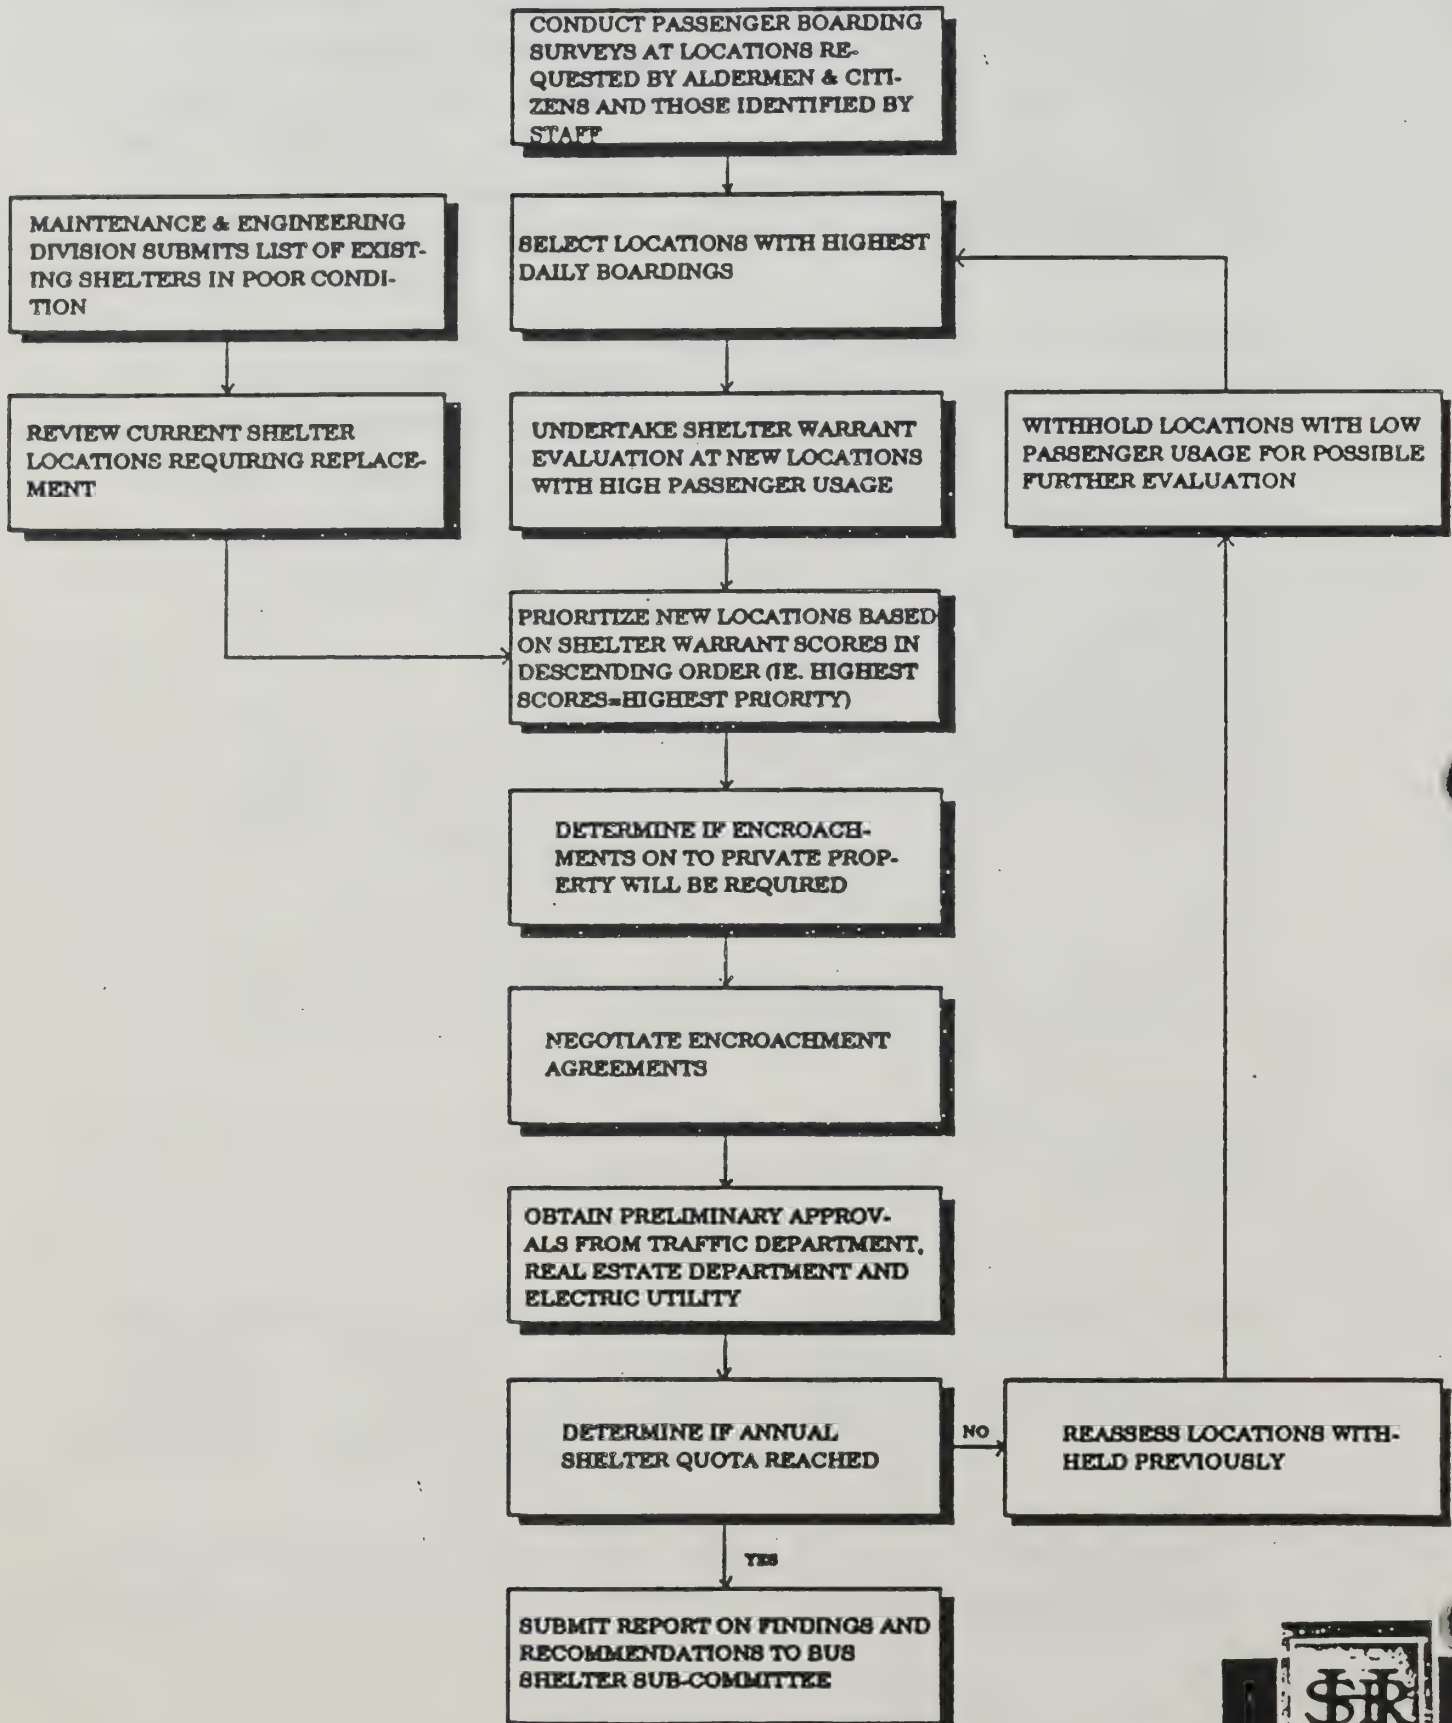 CONDUCT PASSENGER BOARDING
SURVEYS AT LOCATIONS RE-
QUESTED BY ALDERMEN & CITI-
ZENS AND THOSE IDENTIFIED BY
STAFF
MAINTENANCE & ENGINEERING
DIVISION SUBMITS LIST OF EXIST-
ING SHELTERS IN POOR CONDI-
TION
SELECT LOCATIONS WITH HIGHEST
DAILY BOARDINGS
REVIEW CURRENT SHELTER
LOCATIONS REQUIRING REPLACE-
MENT
UNDERTAKE SHELTER WARRANT
EVALUATION AT NEW LOCATIONS
WITH HIGH PASSENGER USAGE
WITHHOLD LOCATIONS WITH LOW
PASSENGER USAGE FOR POSSIBLE
FURTHER EVALUATION
PRIORITIZE NEW LOCATIONS BASED
ON SHELTER WARRANT SCORES IN
DESCENDING ORDER (IE. HIGHEST
SCORES=HIGHEST PRIORITY)
DETERMINE IF ENCROACH-
MENTS ON TO PRIVATE PROP-
ERTY WILL BE REQUIRED
NEGOTIATE ENCROACHMENT
AGREEMENTS
OBTAIN PRELIMINARY APPROV-
ALS FROM TRAFFIC DEPARTMENT,
REAL ESTATE DEPARTMENT AND
ELECTRIC UTILITY
DETERMINE IF ANNUAL
SHELTER QUOTA REACHED
NO
REASSESS LOCATIONS WITH-
HELD PREVIOUSLY
YES
SUBMIT REPORT ON FINDINGS AND
RECOMMENDATIONS TO BUS
SHELTER SUB-COMMITTEE